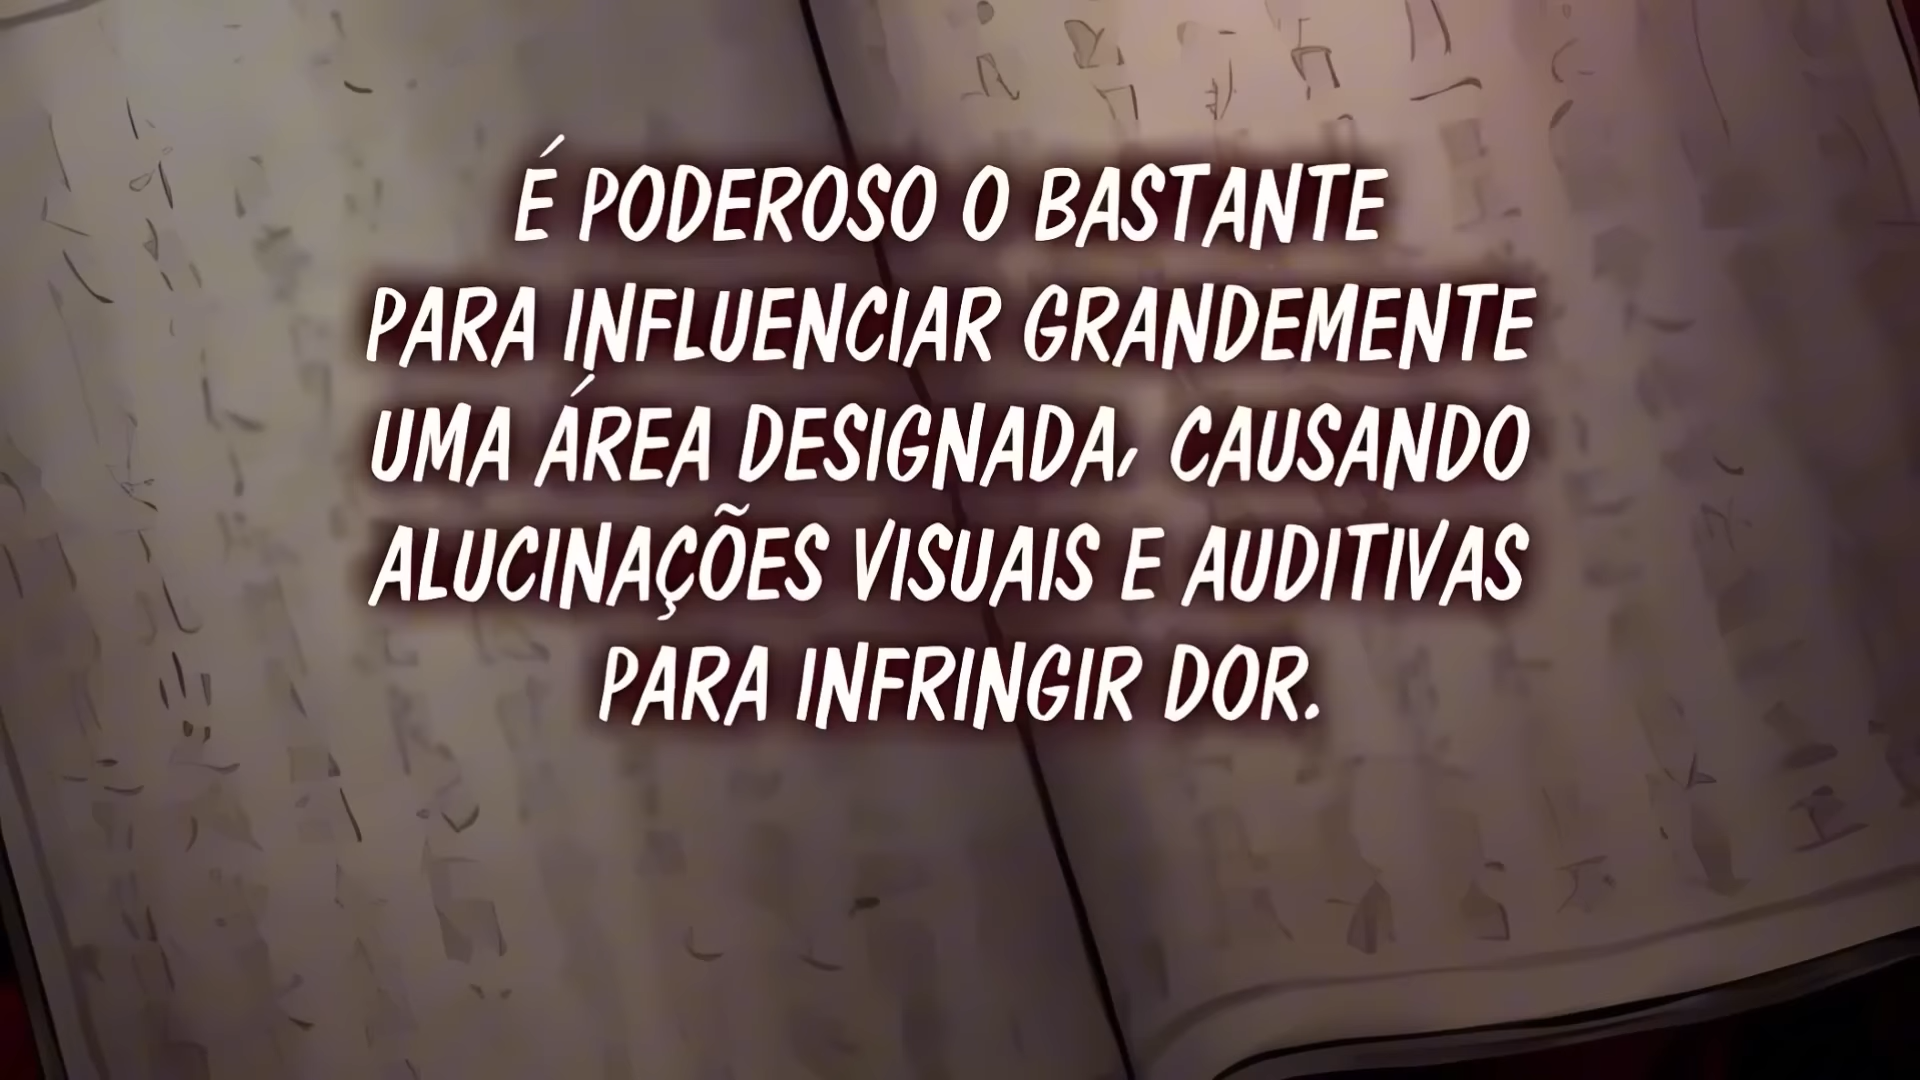 É PODEROSO O BASTANTE
PARA INFLUENCIAR GRANDEMENTE
UMA ÁREA DESIGNADA, CAUSANDO
ALUCINAÇÕES VISUAIS E AUDITIVAS
PARA INFRINGIR DOR.